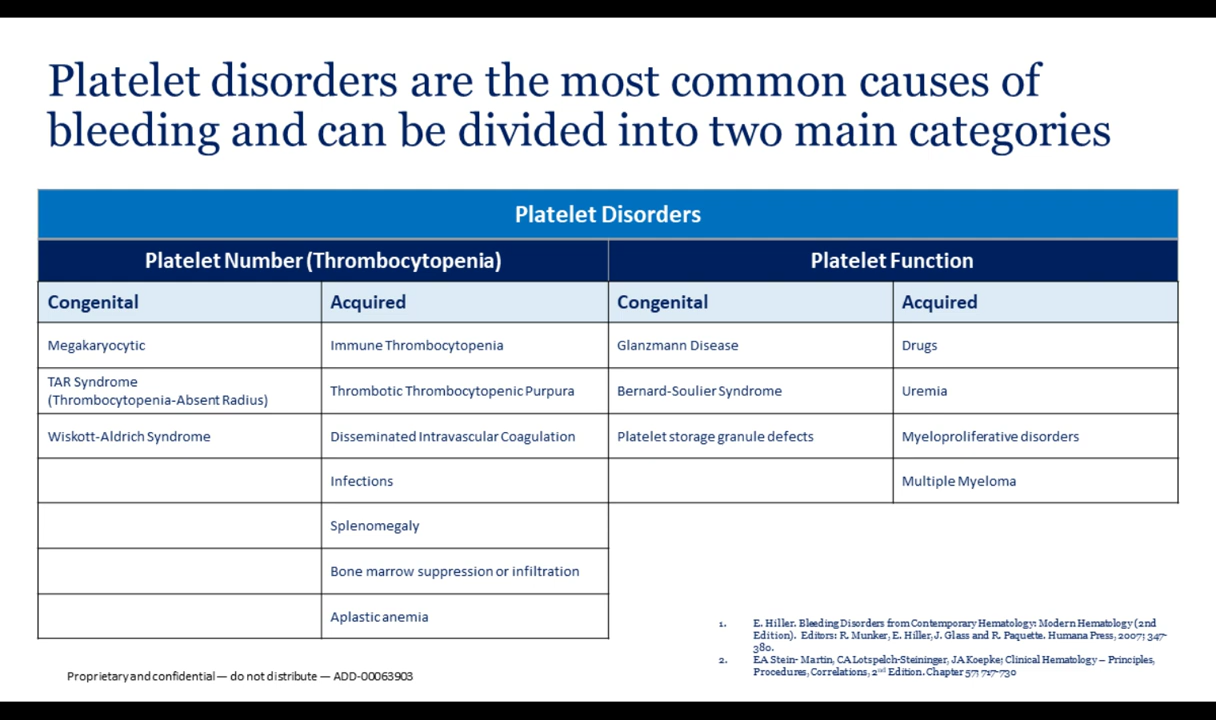 Platelet disorders are the most common causes of
bleeding and can be divided into two main categories
Platelet Disorders
Platelet Number (Thrombocytopenia)
Platelet Function
Congenital
Acquired
Congenital
Acquired
Megakaryocytic
Immune Thrombocytopenia
Glanzmann Disease
Drugs
TAR Syndrome
(Thrombocytopenia-Absent Radius)
Thrombotic Thrombocytopenic Purpura
Bernard-Soulier Syndrome
Uremia
Wiskott-Aldrich Syndrome
Disseminated Intravascular Coagulation
Platelet storage granule defects
Myeloproliferative disorders
Infections
Multiple Myeloma
Splenomegaly
Bone marrow suppression or infiltration
Aplastic anemia
1. E. Hiller. Bleeding Disorders from Contemporary Hematology: Modern Hematology (2nd
Edition). Editors: R. Munker, E. Hiller, J. Glass and R. Paquette. Humana Press, 2007; 347-
380.
2. EA Stein- Martin, CA Lotspelch-Steininger, JA Koepke; Clinical Hematology – Principles,
Procedures, Correlations, 2nd Edition. Chapter 57; 717-730
Proprietary and confidential — do not distribute — ADD-00063903